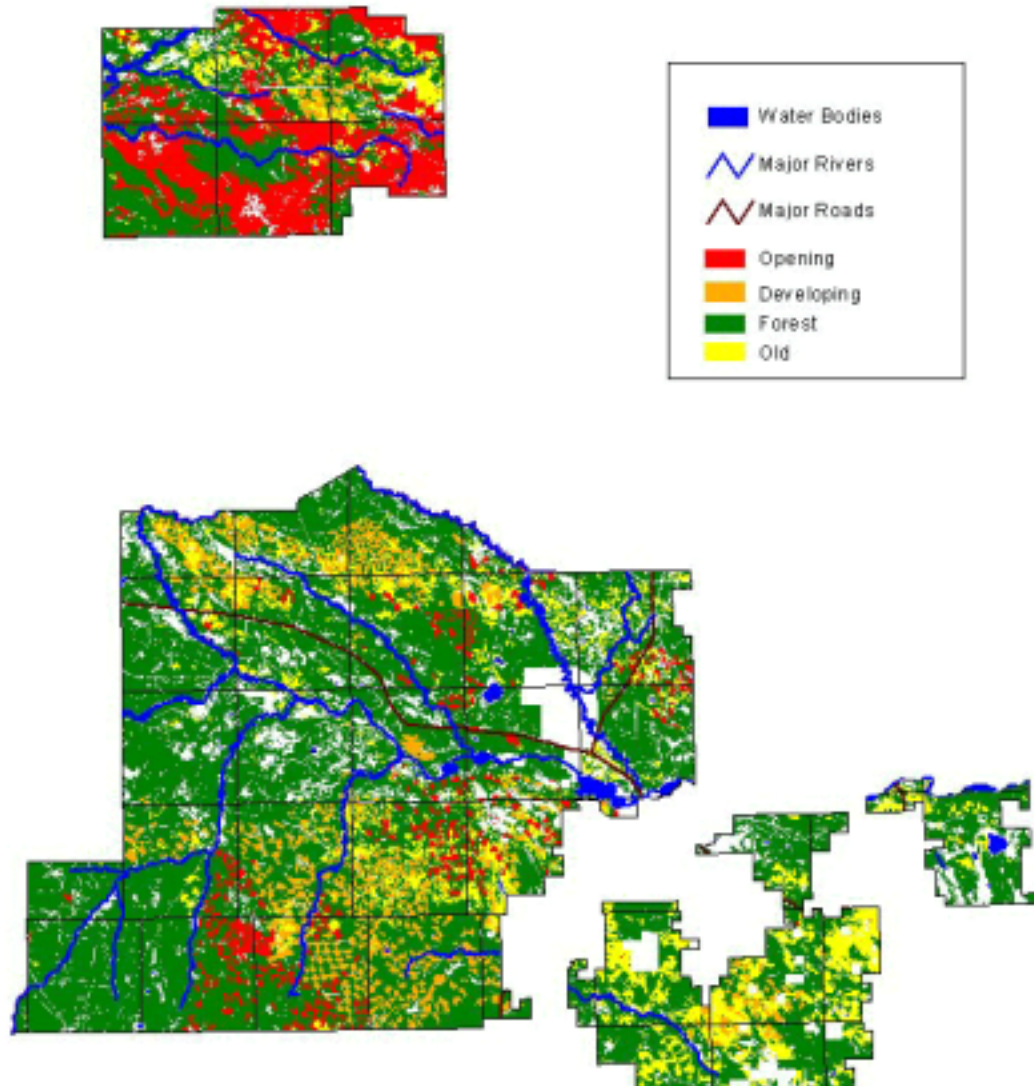 Water Bodies
Major Rivers
Major Roads
Opening
Developing
Forest
Old